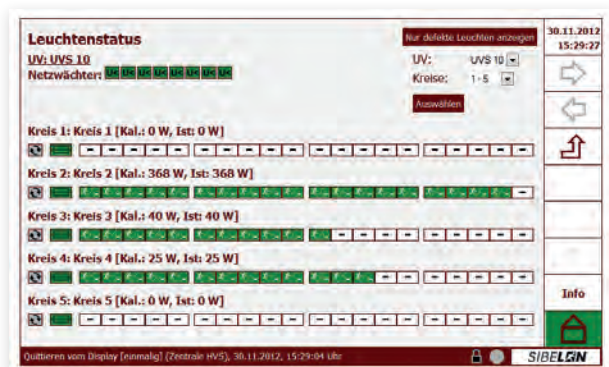 Leuchtenstatus
Nur defekte Leuchten anzeigen
30.11.2012
15:29:27
UV: UVS 10
UV: UVS 10
Netzwächter: U< U< U< U< U< U< U< U<
Kreise: 1 - 5
Auswählen
Kreis 1: Kreis 1 [Kal.: 0 W, Ist: 0 W]
- - - - - - - - - - - - - - - - - - - -
Kreis 2: Kreis 2 [Kal.: 368 W, Ist: 368 W]
-
Kreis 3: Kreis 3 [Kal.: 40 W, Ist: 40 W]
- - - - - - - - -
Kreis 4: Kreis 4 [Kal.: 25 W, Ist: 25 W]
- - - - - - -
Kreis 5: Kreis 5 [Kal.: 0 W, Ist: 0 W]
- - - - - - - - - - - - - - - - - - - -
Info
Quittieren vom Display [einmalig] (Zentrale HVS), 30.11.2012, 15:29:04 Uhr
SIBELON